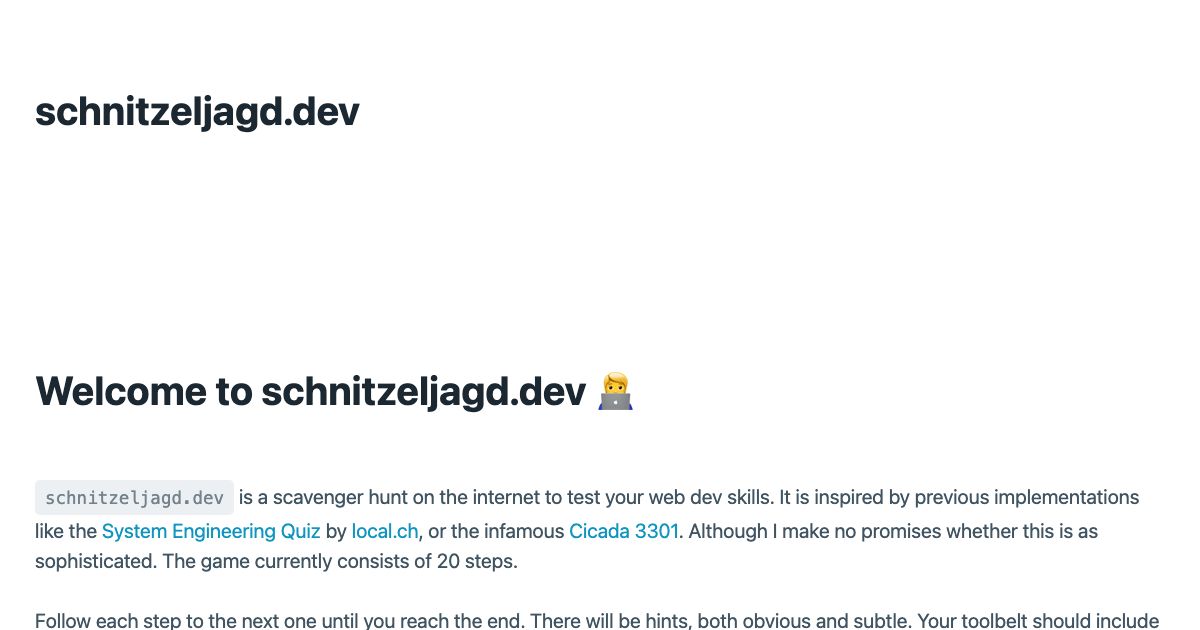 schnitzeljagd.dev
Welcome to schnitzeljagd.dev 👨‍💻
schnitzeljagd.dev is a scavenger hunt on the internet to test your web dev skills. It is inspired by previous implementations
like the System Engineering Quiz by local.ch, or the infamous Cicada 3301. Although I make no promises whether this is as
sophisticated. The game currently consists of 20 steps.
Follow each step to the next one until you reach the end. There will be hints, both obvious and subtle. Your toolbelt should include